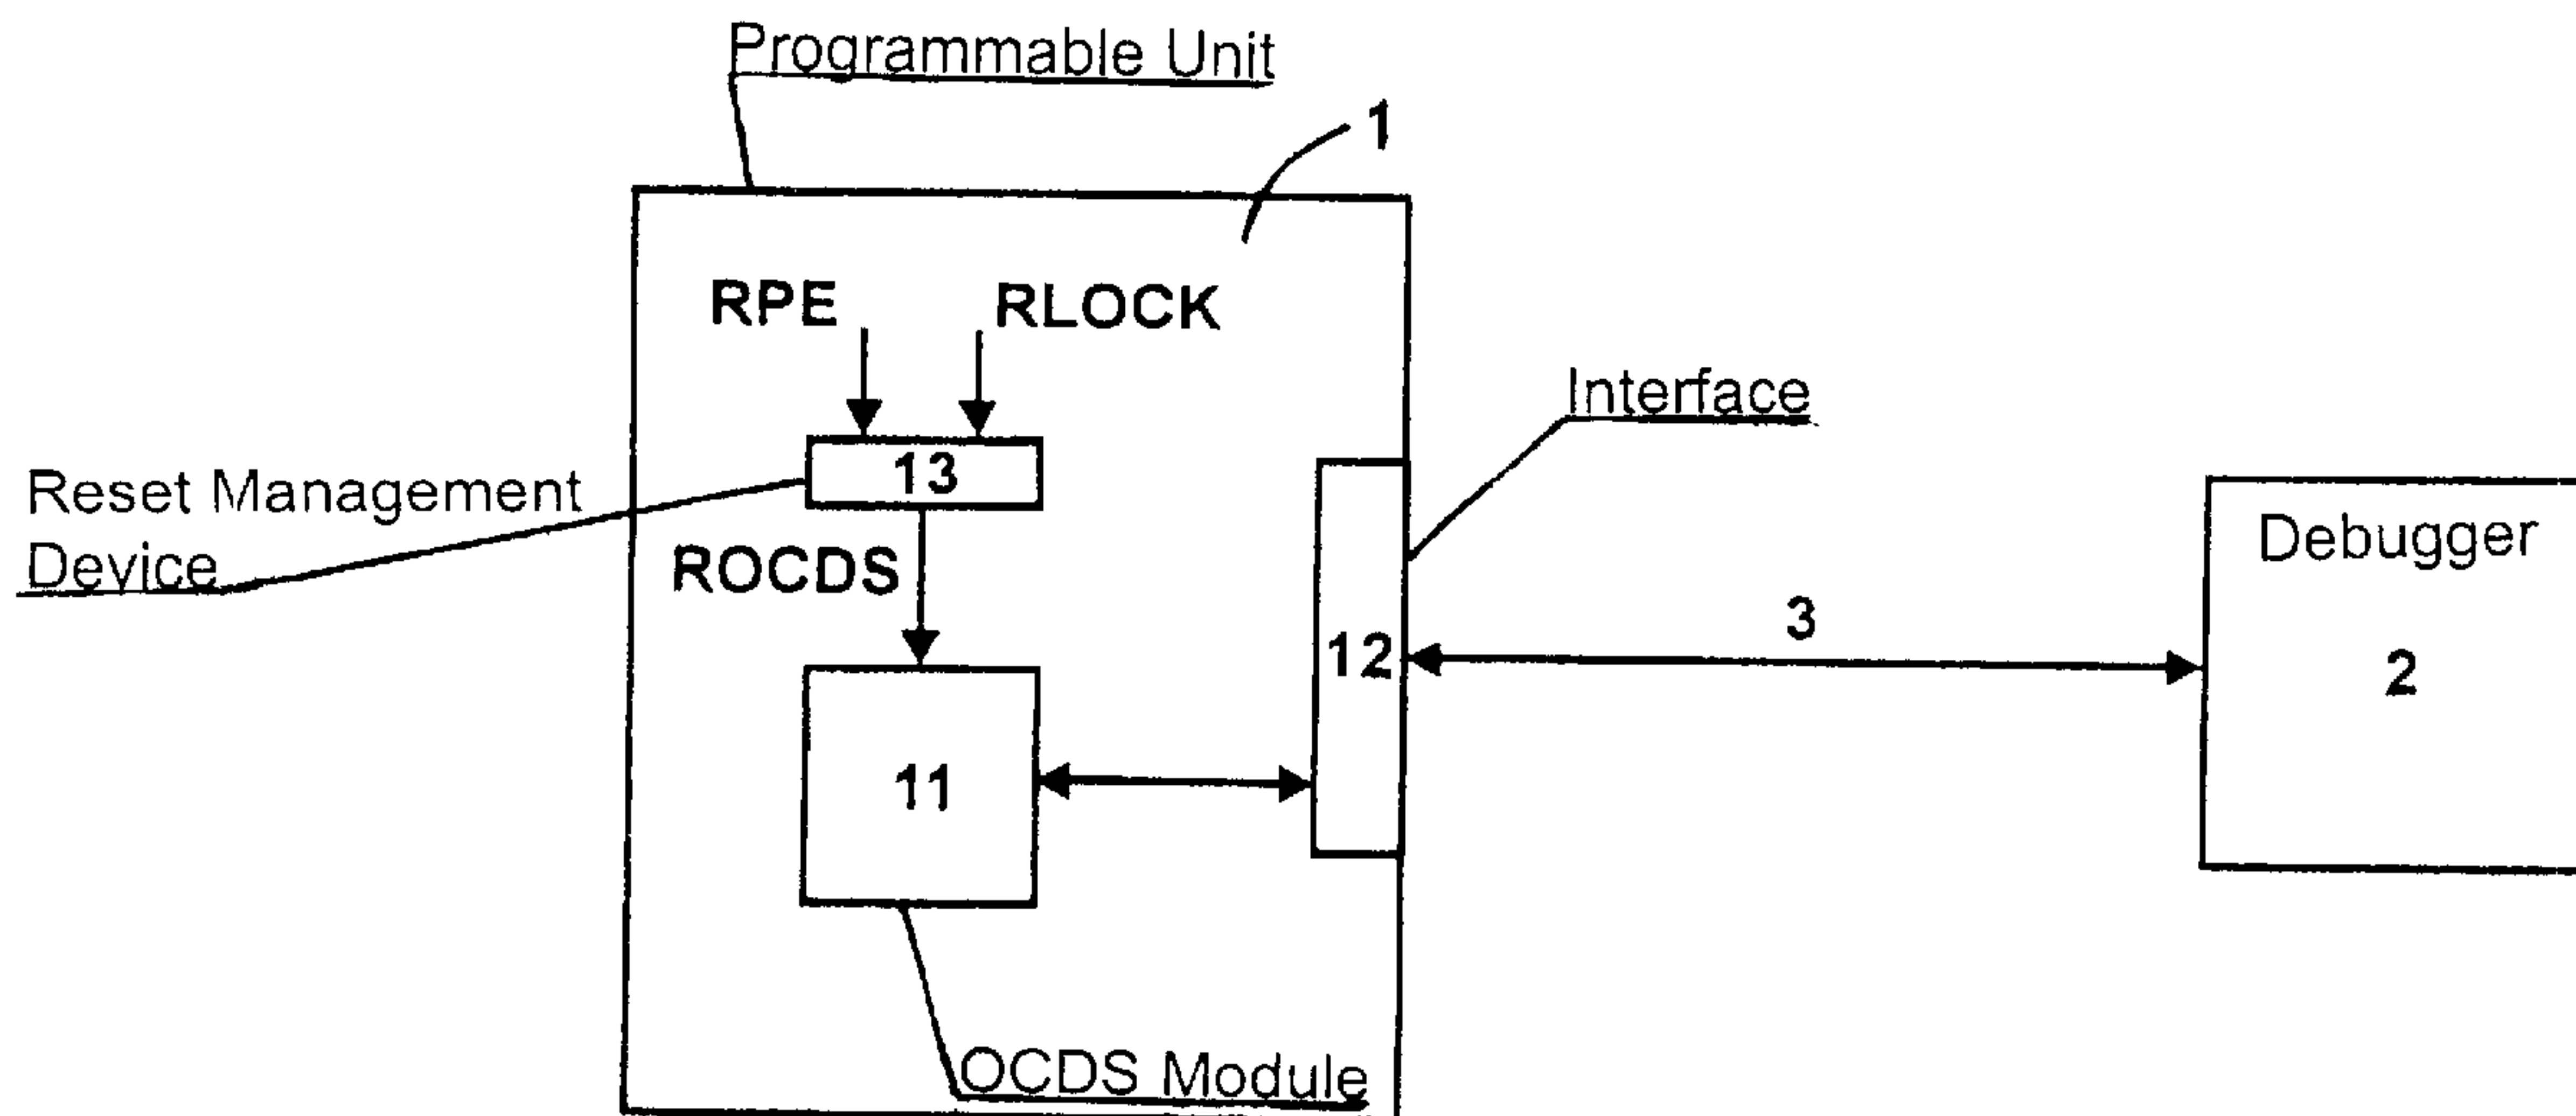 Programmable Unit
1
RPE
RLOCK
Interface
13
Reset Management
Device
Debugger
ROCDS
3
12
2
11
OCDS Module